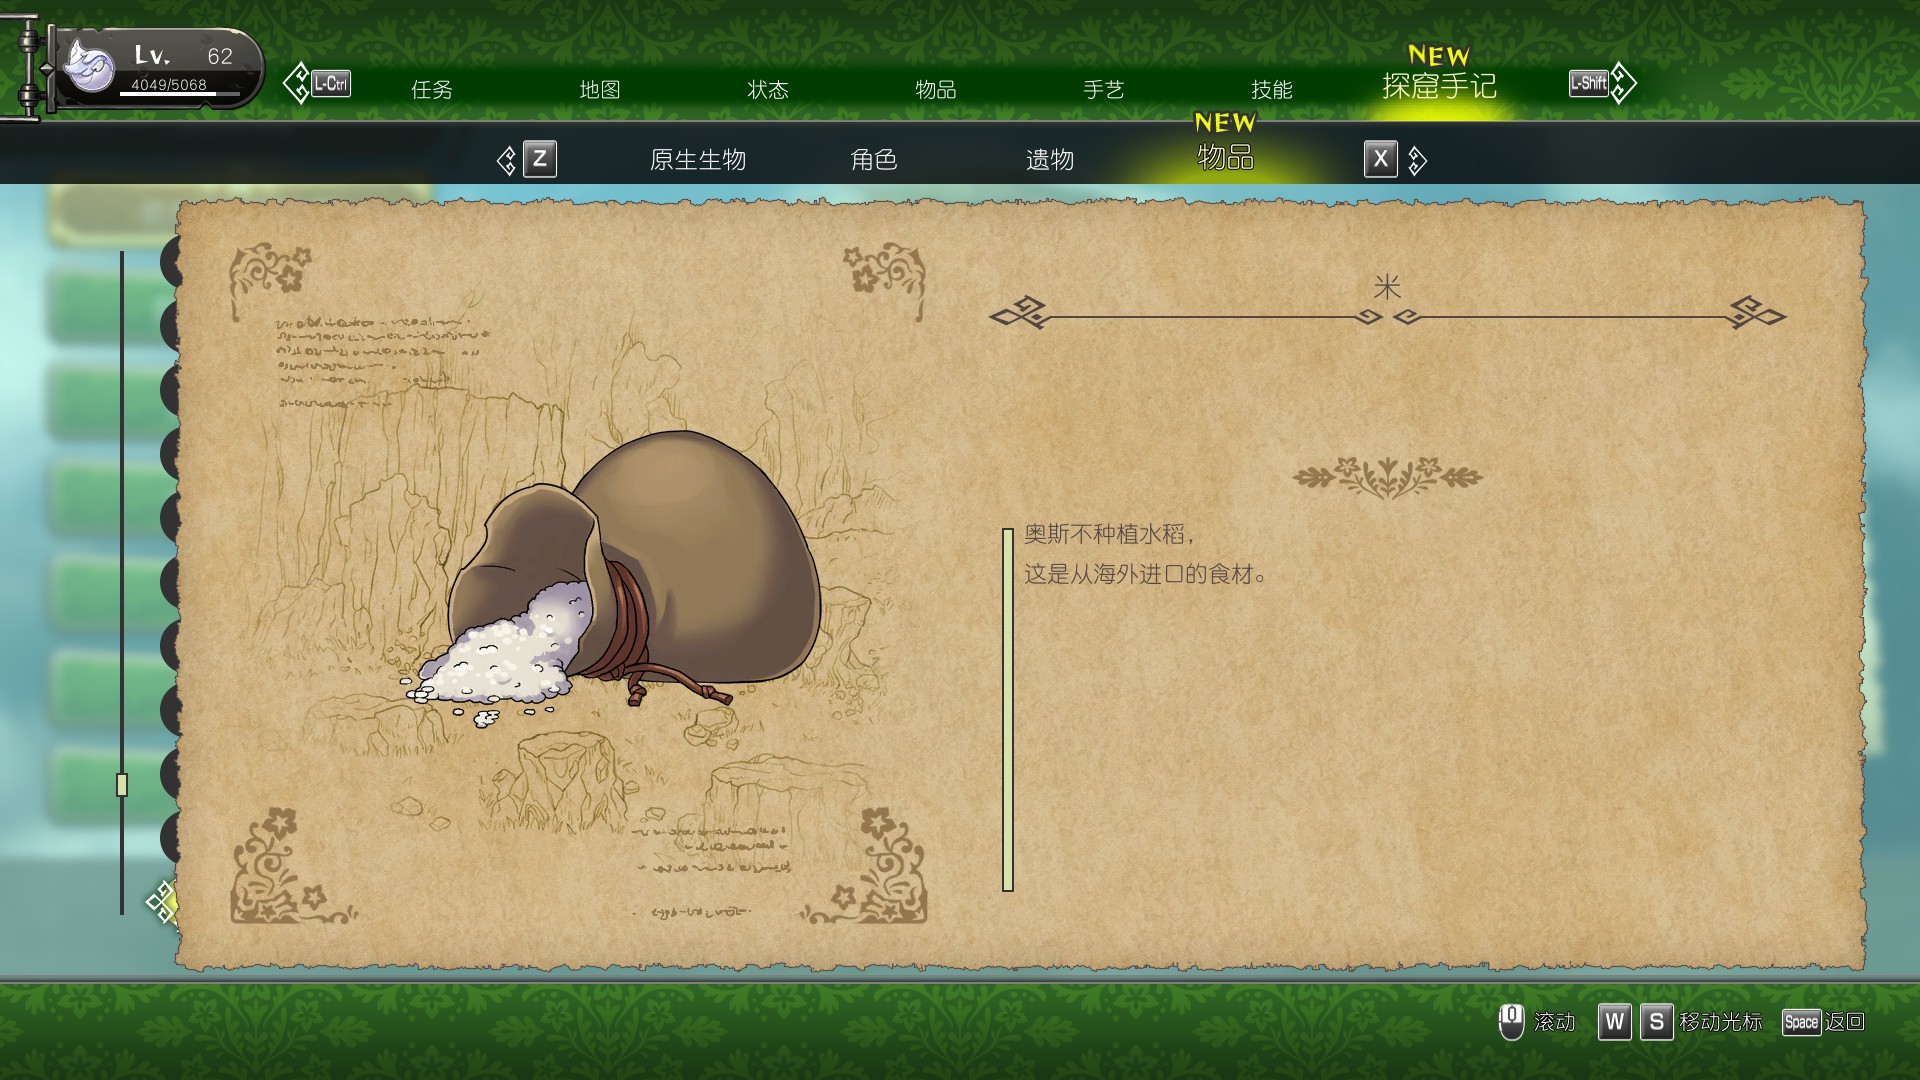 Lv. 62
4049/5068
L-Ctrl
任务
地图
状态
物品
手艺
技能
NEW
探窟手记
L-Shift
Z
原生生物
角色
遗物
NEW
物品
X
米
奥斯不种植水稻，
这是从海外进口的食材。
滚动
W S 移动光标
Space 返回